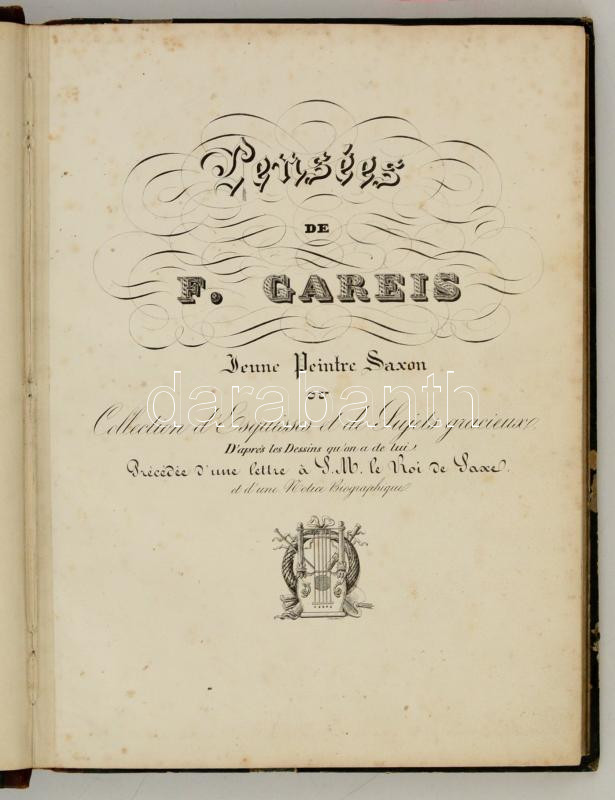 Pensées
DE
F. GAREIS
Jeune Peintre Saxon
OU
Collection d'Esquisses et de Sujets gracieux,
D'après les Dessins qu'on a de lui
Précédée d'une lettre à S.M. le Roi de Saxe.
et d'une Notice Biographique
darabanth